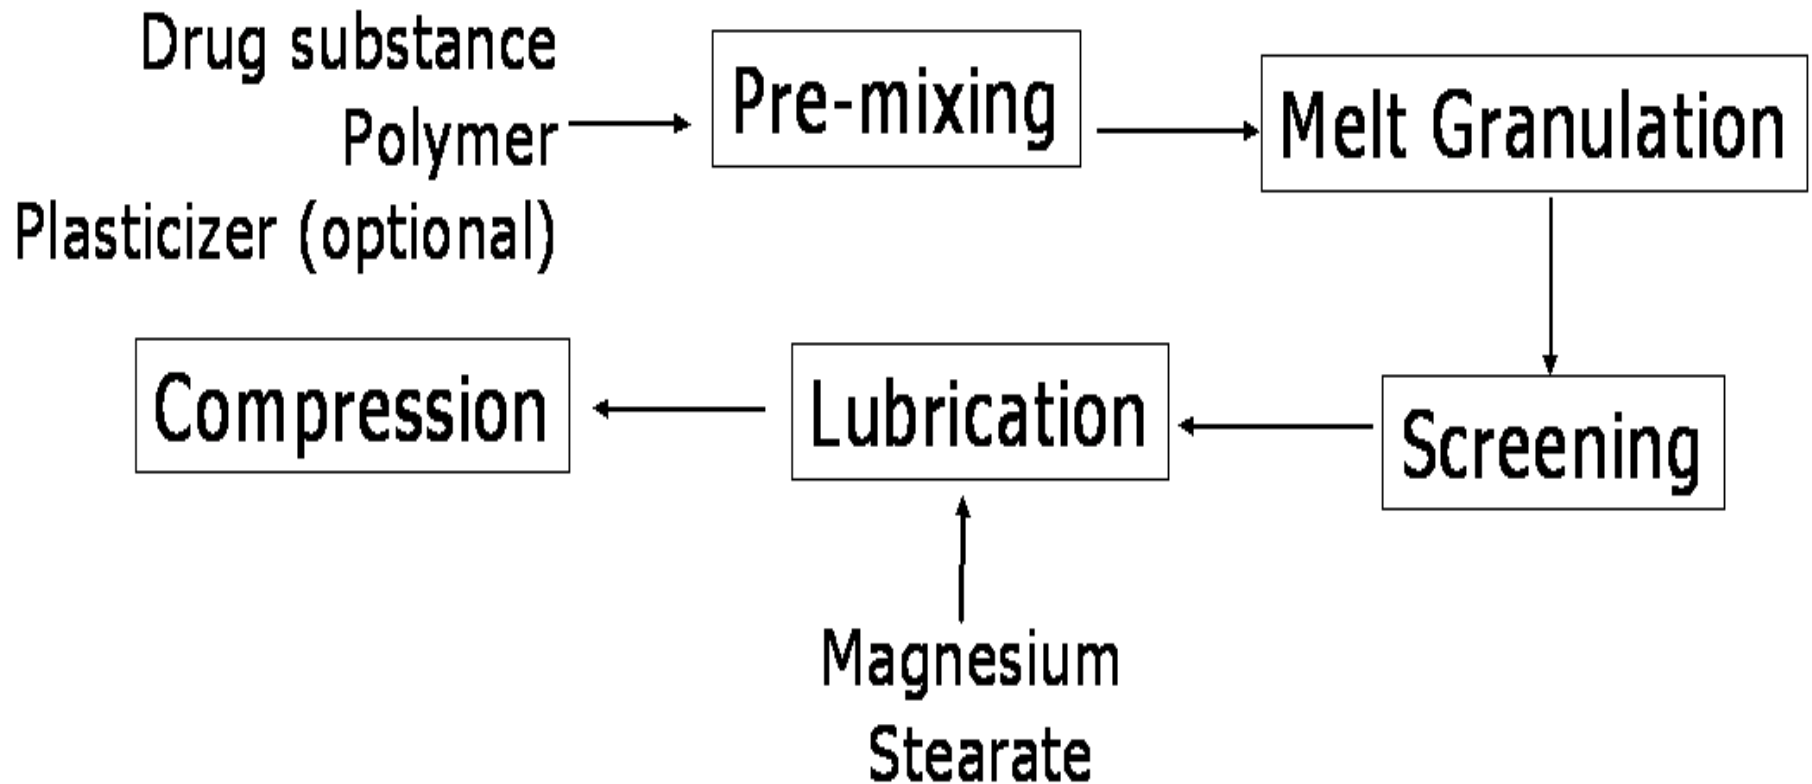 Drug substance
Polymer
Plasticizer (optional)
Pre-mixing
Melt Granulation
Screening
Lubrication
Magnesium
Stearate
Compression